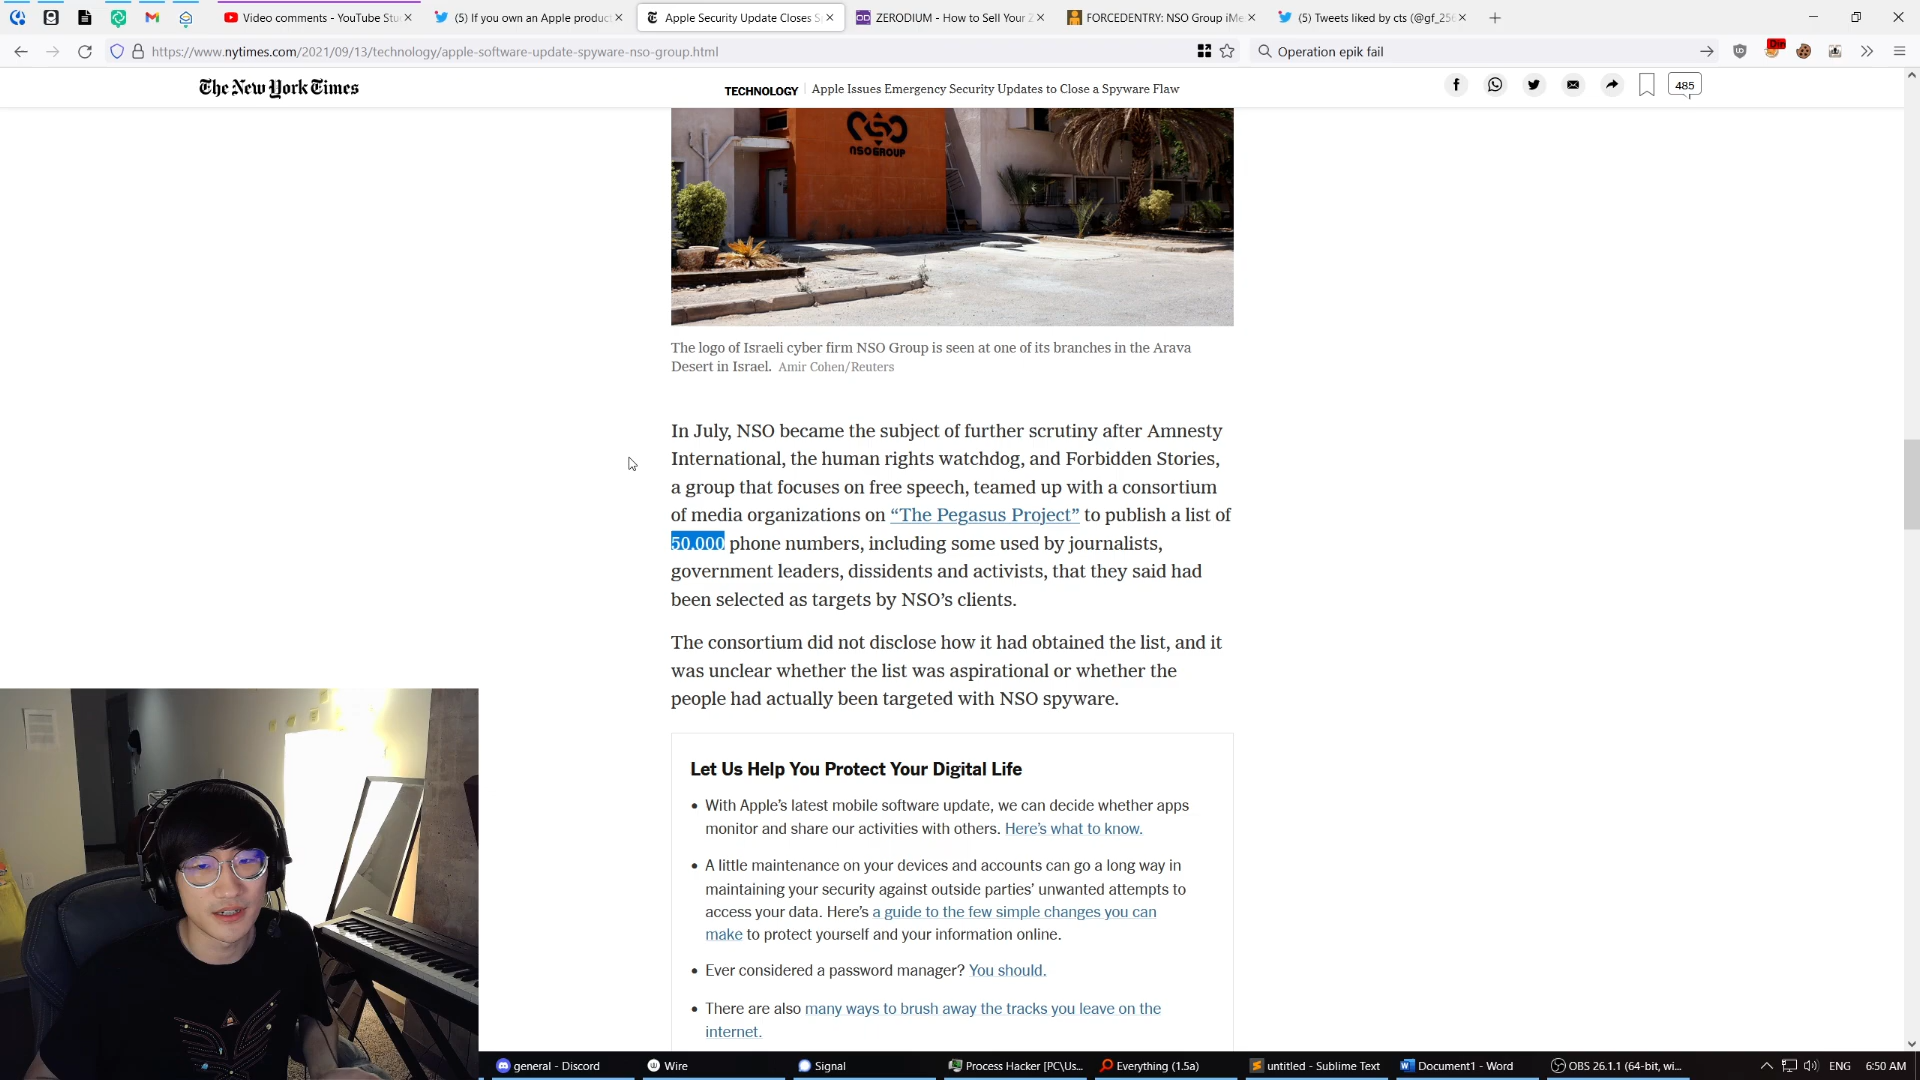 Video comments - YouTube Stu
(5) If you own an Apple product
Apple Security Update Closes S
ZERODIUM - How to Sell Your Z
FORCEDENTRY: NSO Group iMe
(5) Tweets liked by cts (@gf_256
https://www.nytimes.com/2021/09/13/technology/apple-software-update-spyware-nso-group.html
Operation epik fail
The New York Times
TECHNOLOGY
Apple Issues Emergency Security Updates to Close a Spyware Flaw
485
NSO GROUP
The logo of Israeli cyber firm NSO Group is seen at one of its branches in the Arava
Desert in Israel. Amir Cohen/Reuters
In July, NSO became the subject of further scrutiny after Amnesty
International, the human rights watchdog, and Forbidden Stories,
a group that focuses on free speech, teamed up with a consortium
of media organizations on “The Pegasus Project” to publish a list of
50,000 phone numbers, including some used by journalists,
government leaders, dissidents and activists, that they said had
been selected as targets by NSO’s clients.
The consortium did not disclose how it had obtained the list, and it
was unclear whether the list was aspirational or whether the
people had actually been targeted with NSO spyware.
Let Us Help You Protect Your Digital Life
• With Apple’s latest mobile software update, we can decide whether apps
monitor and share our activities with others. Here’s what to know.
• A little maintenance on your devices and accounts can go a long way in
maintaining your security against outside parties’ unwanted attempts to
access your data. Here’s a guide to the few simple changes you can
make to protect yourself and your information online.
• Ever considered a password manager? You should.
• There are also many ways to brush away the tracks you leave on the
internet.
general - Discord
Wire
Signal
Process Hacker [PC\Us...
Everything (1.5a)
untitled - Sublime Text
Document1 - Word
OBS 26.1.1 (64-bit, wi...
ENG
6:50 AM